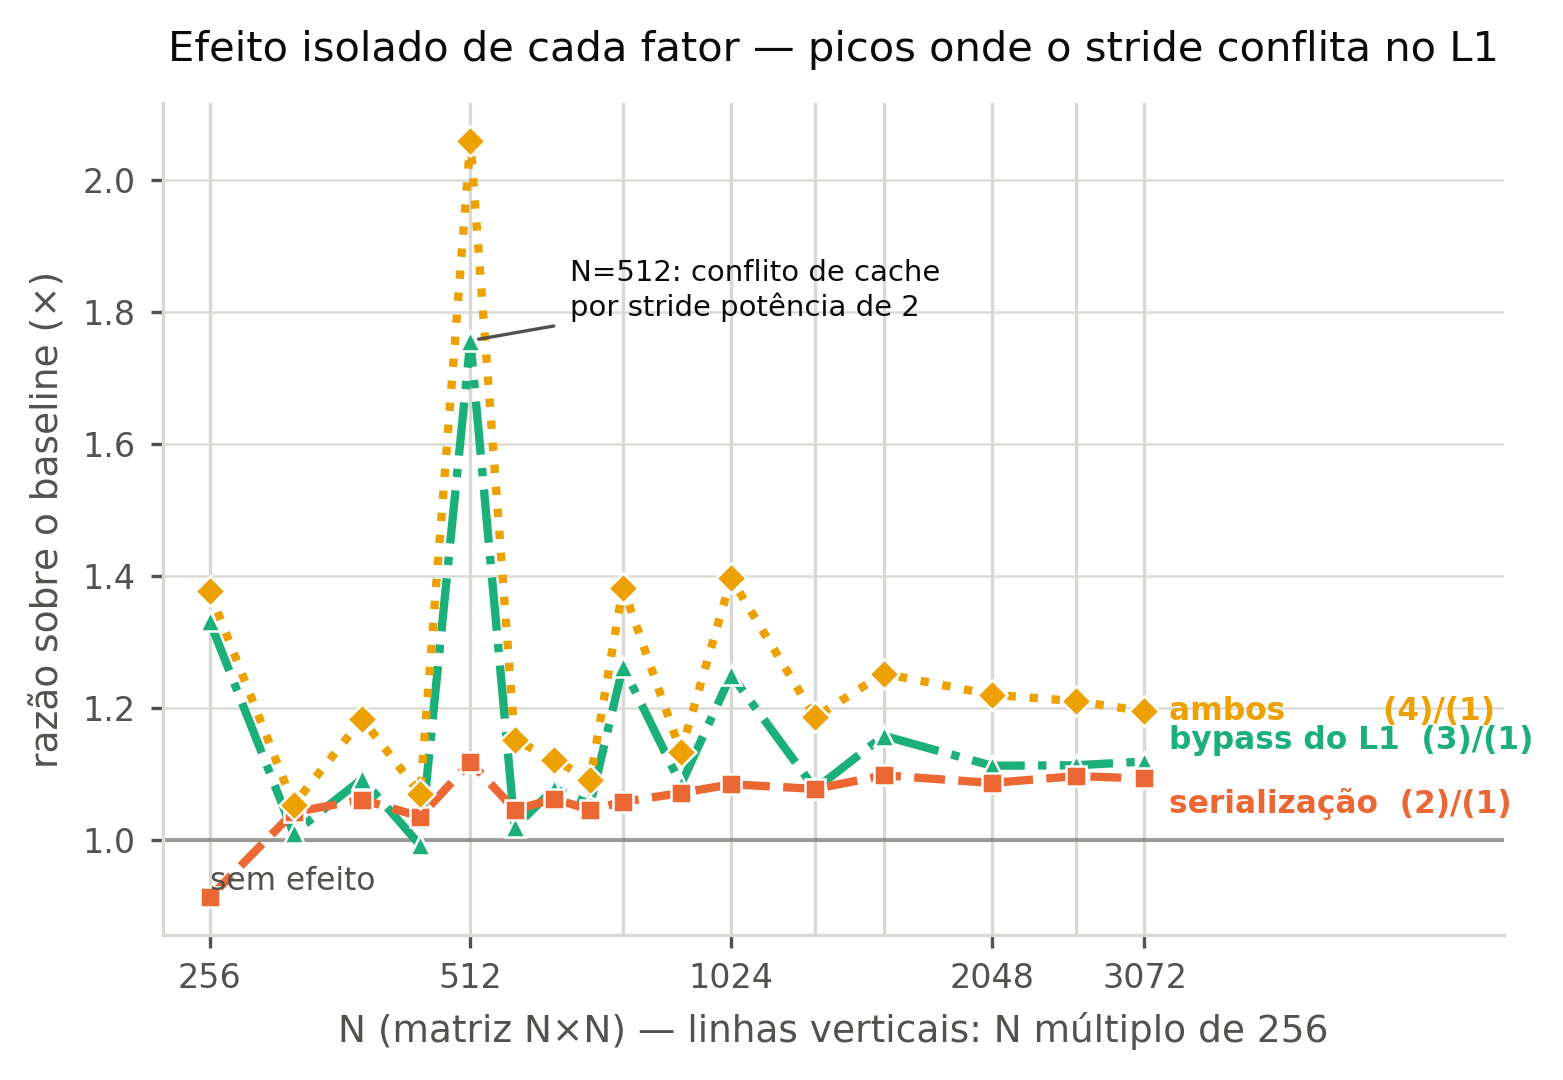 Efeito isolado de cada fator — picos onde o stride conflita no L1
razão sobre o baseline (×)
2.0
1.8
1.6
1.4
1.2
1.0
N=512: conflito de cache
por stride potência de 2
ambos (4)/(1)
bypass do L1 (3)/(1)
serialização (2)/(1)
sem efeito
256 512 1024 2048 3072
N (matriz N×N) — linhas verticais: N múltiplo de 256